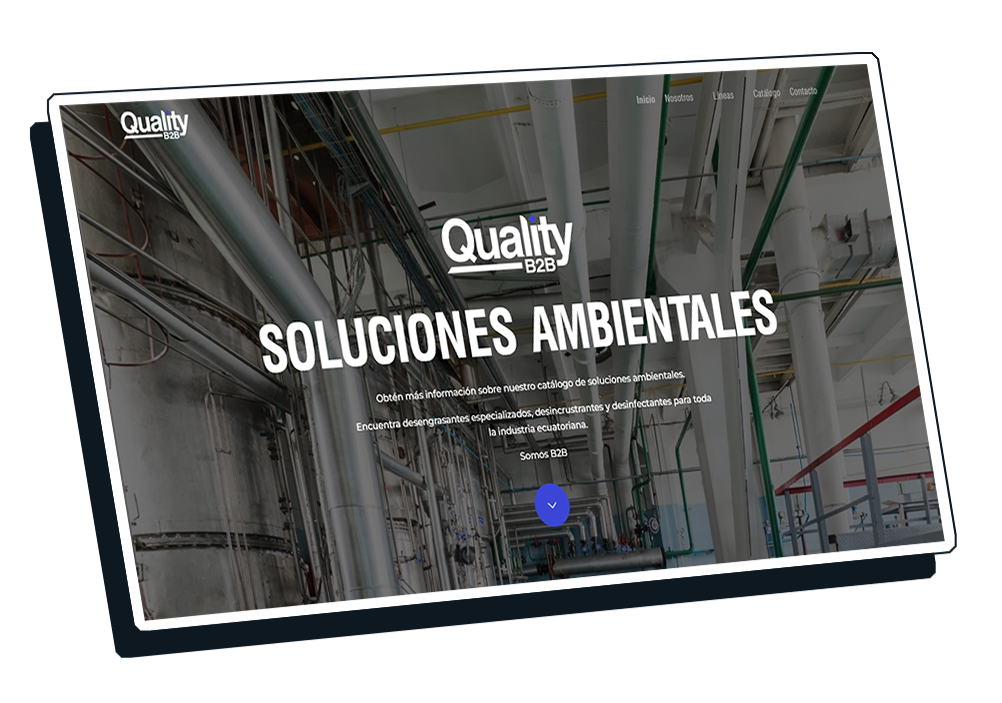 Quality
B2B
Inicio Nosotros Líneas Catálogo Contacto
Quality
B2B
SOLUCIONES AMBIENTALES
Obtén más información sobre nuestro catálogo de soluciones ambientales.
Encuentra desengrasantes especializados, desincrustantes y desinfectantes para toda
la industria ecuatoriana.
Somos B2B